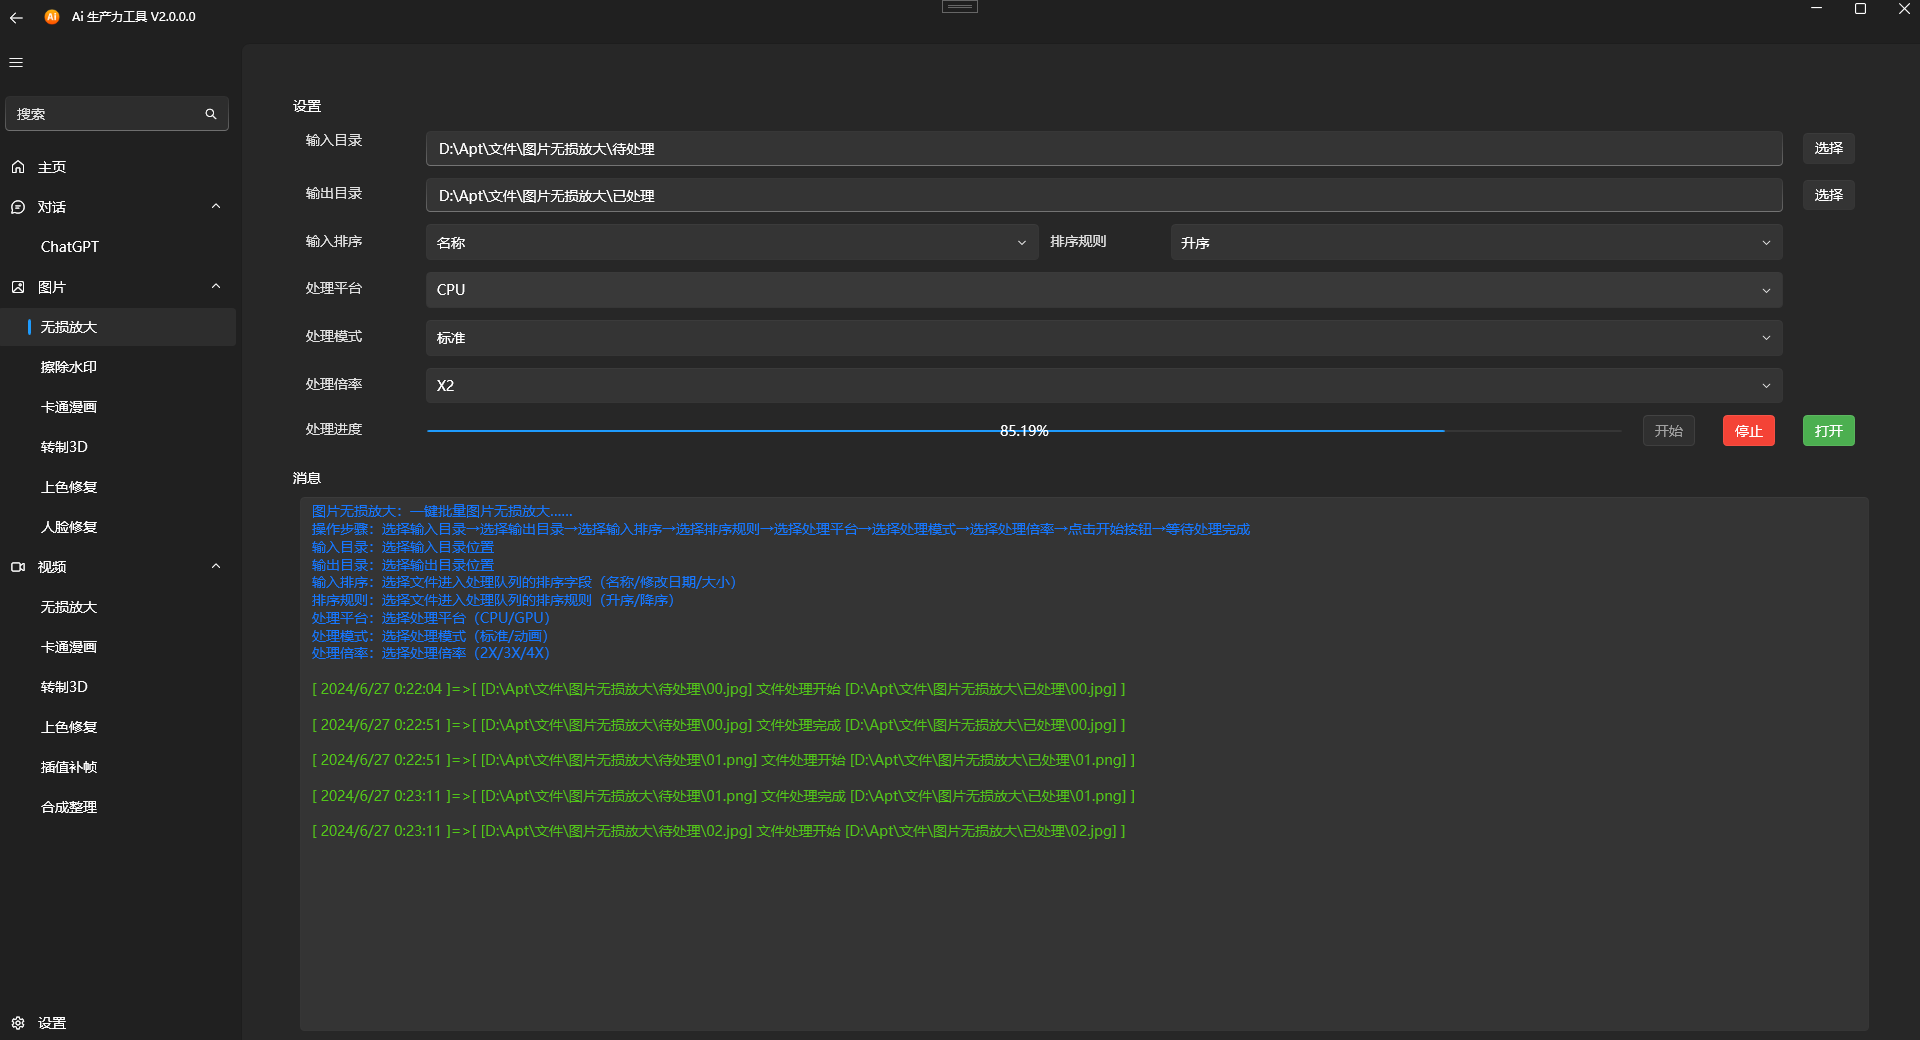 Ai 生产力工具 V2.0.0.0
搜索
主页
对话
ChatGPT
图片
无损放大
擦除水印
卡通漫画
转制3D
上色修复
人脸修复
视频
无损放大
卡通漫画
转制3D
上色修复
插值补帧
合成整理
设置
设置
输入目录 D:\Apt\文件\图片无损放大\待处理 选择
输出目录 D:\Apt\文件\图片无损放大\已处理 选择
输入排序 名称 排序规则 升序
处理平台 CPU
处理模式 标准
处理倍率 X2
处理进度 85.19% 开始 停止 打开
消息
图片无损放大：一键批量图片无损放大......
操作步骤：选择输入目录→选择输出目录→选择输入排序→选择排序规则→选择处理平台→选择处理模式→选择处理倍率→点击开始按钮→等待处理完成
输入目录：选择输入目录位置
输出目录：选择输出目录位置
输入排序：选择文件进入处理队列的排序字段（名称/修改日期/大小）
排序规则：选择文件进入处理队列的排序规则（升序/降序）
处理平台：选择处理平台（CPU/GPU）
处理模式：选择处理模式（标准/动画）
处理倍率：选择处理倍率（2X/3X/4X）
[ 2024/6/27 0:22:04 ]=>[ [D:\Apt\文件\图片无损放大\待处理\00.jpg] 文件处理开始 [D:\Apt\文件\图片无损放大\已处理\00.jpg] ]
[ 2024/6/27 0:22:51 ]=>[ [D:\Apt\文件\图片无损放大\待处理\00.jpg] 文件处理完成 [D:\Apt\文件\图片无损放大\已处理\00.jpg] ]
[ 2024/6/27 0:22:51 ]=>[ [D:\Apt\文件\图片无损放大\待处理\01.png] 文件处理开始 [D:\Apt\文件\图片无损放大\已处理\01.png] ]
[ 2024/6/27 0:23:11 ]=>[ [D:\Apt\文件\图片无损放大\待处理\01.png] 文件处理完成 [D:\Apt\文件\图片无损放大\已处理\01.png] ]
[ 2024/6/27 0:23:11 ]=>[ [D:\Apt\文件\图片无损放大\待处理\02.jpg] 文件处理开始 [D:\Apt\文件\图片无损放大\已处理\02.jpg] ]